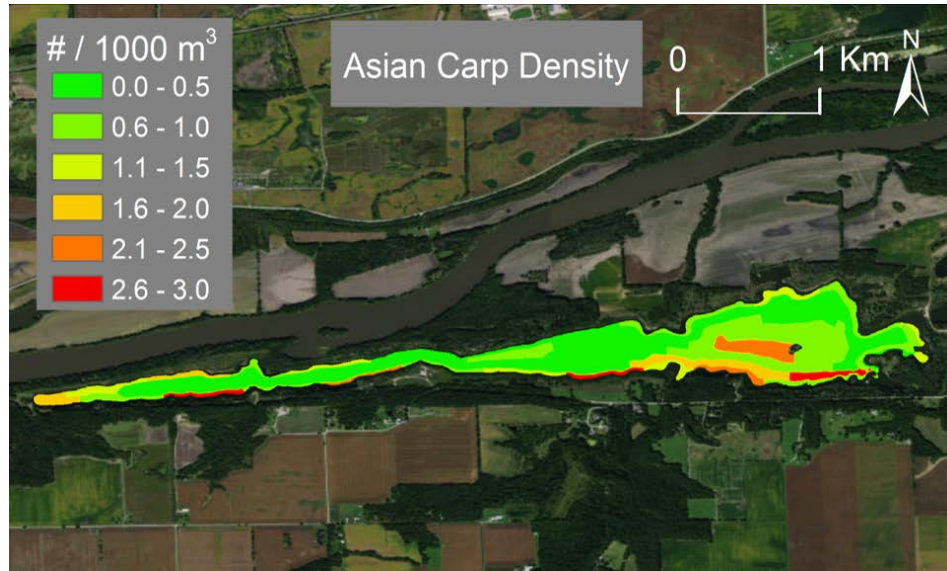 # / 1000 m³
0.0 - 0.5
0.6 - 1.0
1.1 - 1.5
1.6 - 2.0
2.1 - 2.5
2.6 - 3.0
Asian Carp Density
0 1 Km
N